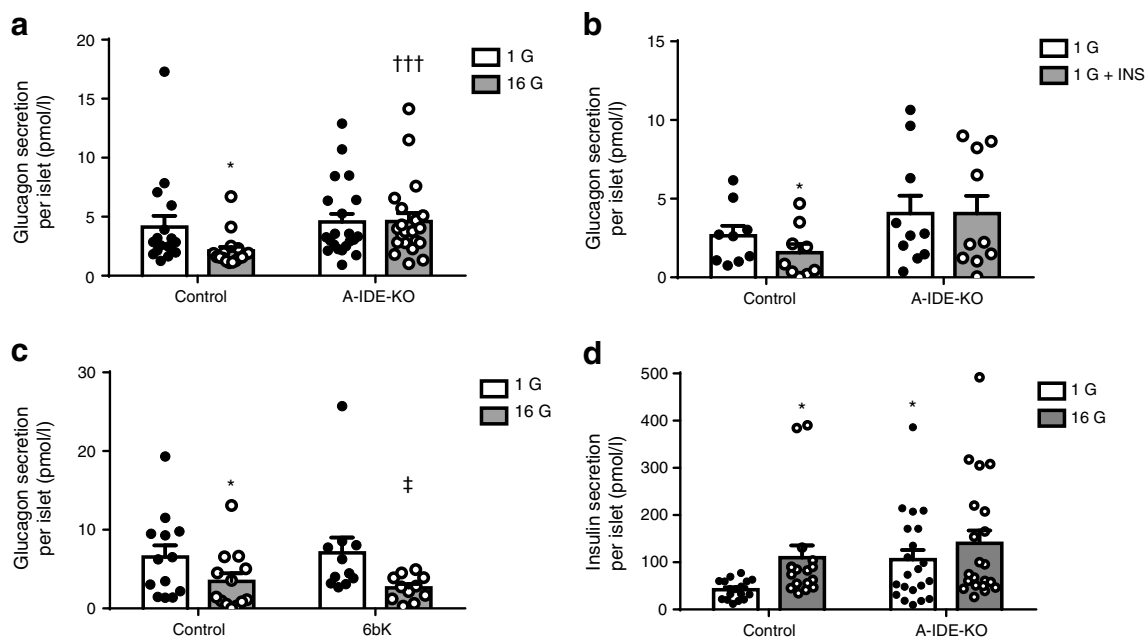 a
Glucagon secretion
per islet (pmol/l)
20
15
10
5
0
*
†††
1 G
16 G
Control
A-IDE-KO
b
Glucagon secretion
per islet (pmol/l)
15
10
5
0
*
1 G
1 G + INS
Control
A-IDE-KO
c
Glucagon secretion
per islet (pmol/l)
30
20
10
0
*
‡
1 G
16 G
Control
6bK
d
Insulin secretion
per islet (pmol/l)
500
400
300
200
100
0
*
*
1 G
16 G
Control
A-IDE-KO